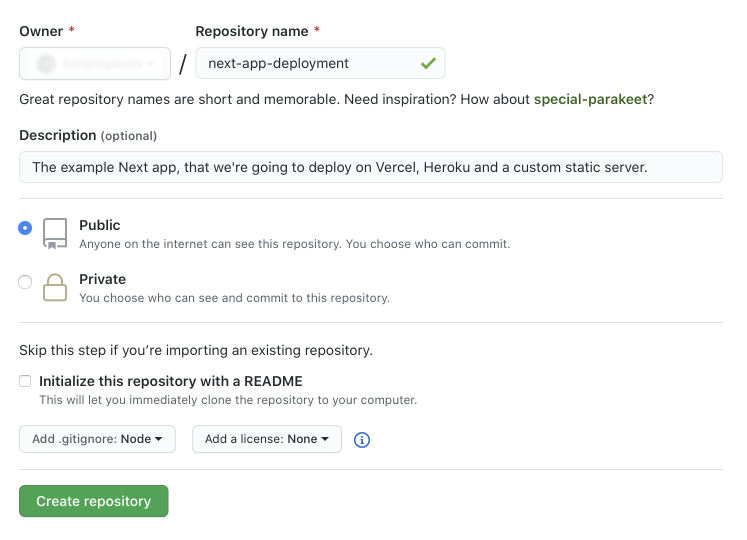 Owner * Repository name *
/ next-app-deployment
Great repository names are short and memorable. Need inspiration? How about special-parakeet?
Description (optional)
The example Next app, that we're going to deploy on Vercel, Heroku and a custom static server.
Public
Anyone on the internet can see this repository. You choose who can commit.
Private
You choose who can see and commit to this repository.
Skip this step if you’re importing an existing repository.
Initialize this repository with a README
This will let you immediately clone the repository to your computer.
Add .gitignore: Node Add a license: None
Create repository